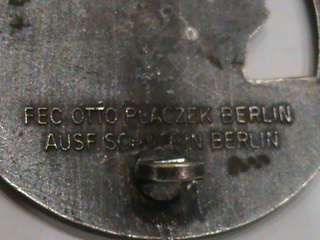 FEC. OTTO PLACZEK BERLIN
AUSF. BERLIN